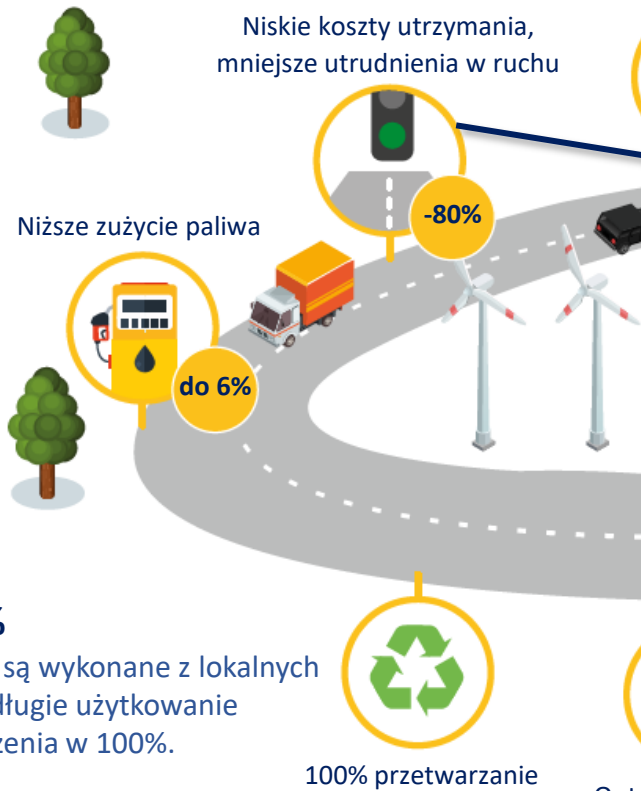 Niskie koszty utrzymania,
mniejsze utrudnienia w ruchu
-80%
Niższe zużycie paliwa
do 6%
%
są wykonane z lokalnych
długie użytkowanie
w 100%.
100% przetwarzanie